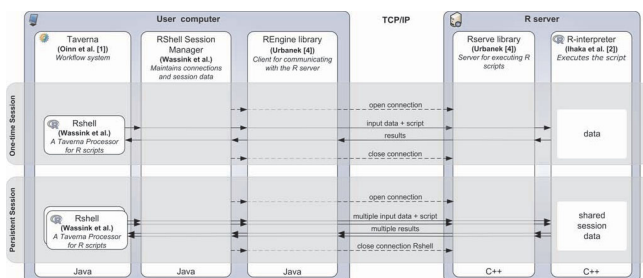 User computer
TCP/IP
R server
Taverna
(Oinn et al. [1])
Workflow system
RShell Session
Manager
(Wassink et al.)
Maintains connections
and session data
REngine library
(Urbanek [4])
Client for communicating
with the R server
Rserve library
(Urbanek [4])
Server for executing R
scripts
R-interpreter
(Ihaka et al. [2])
Executes the script
One-time Session
Rshell
(Wassink et al.)
A Taverna Processor
for R scripts
open connection
input data + script
results
close connection
data
Persistent Session
Rshell
(Wassink et al.)
A Taverna Processor
for R scripts
open connection
multiple input data + script
multiple results
close connection Rshell
shared
session
data
Java
Java
Java
C++
C++